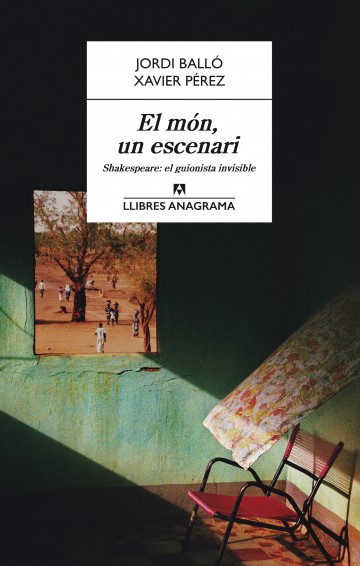 JORDI BALLÓ
XAVIER PÉREZ
El món,
un escenari
Shakespeare: el guionista invisible
LLIBRES ANAGRAMA